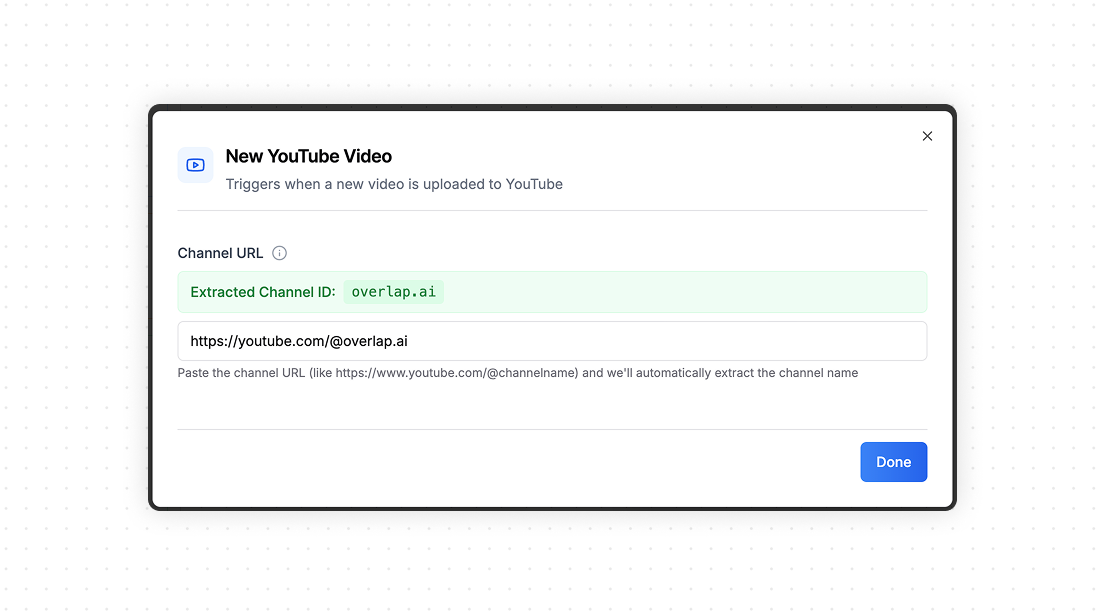 New YouTube Video
Triggers when a new video is uploaded to YouTube
Channel URL
Extracted Channel ID: overlap.ai
https://youtube.com/@overlap.ai
Paste the channel URL (like https://www.youtube.com/@channelname) and we'll automatically extract the channel name
Done